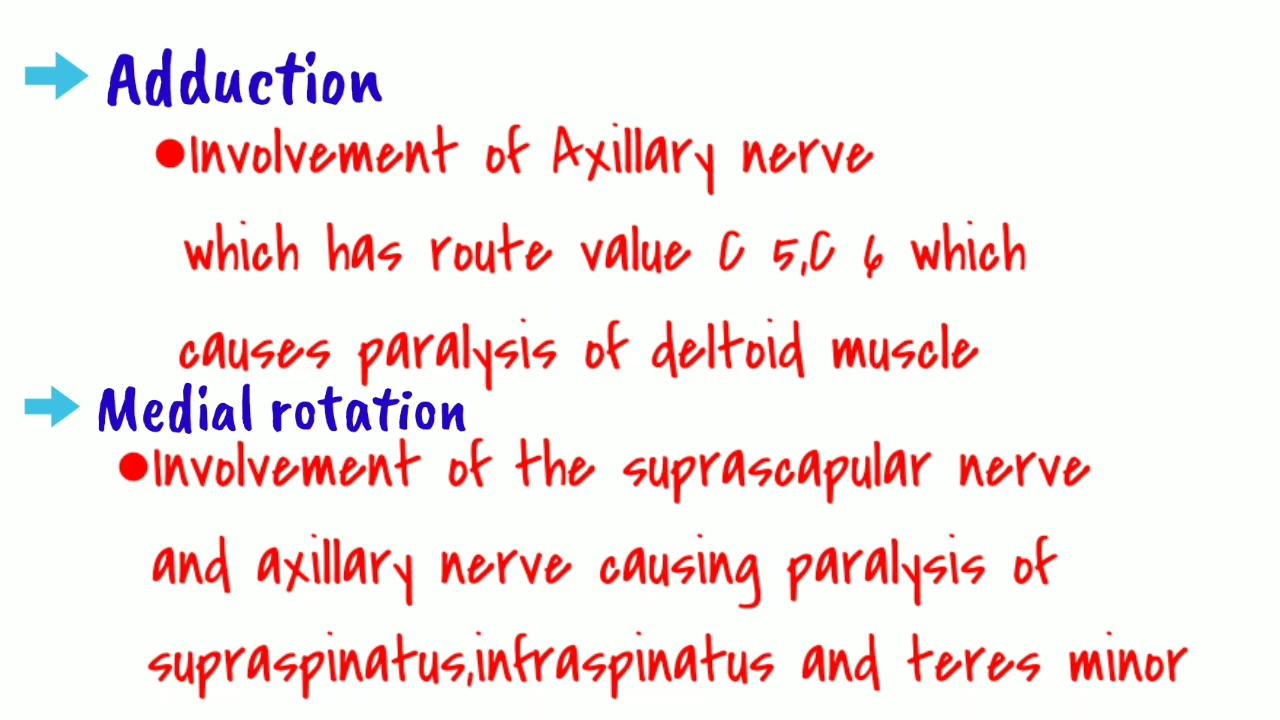 Adduction
•Involvement of Axillary nerve
which has route value C 5,C 6 which
causes paralysis of deltoid muscle
Medial rotation
•Involvement of the suprascapular nerve
and axillary nerve causing paralysis of
supraspinatus,infraspinatus and teres minor